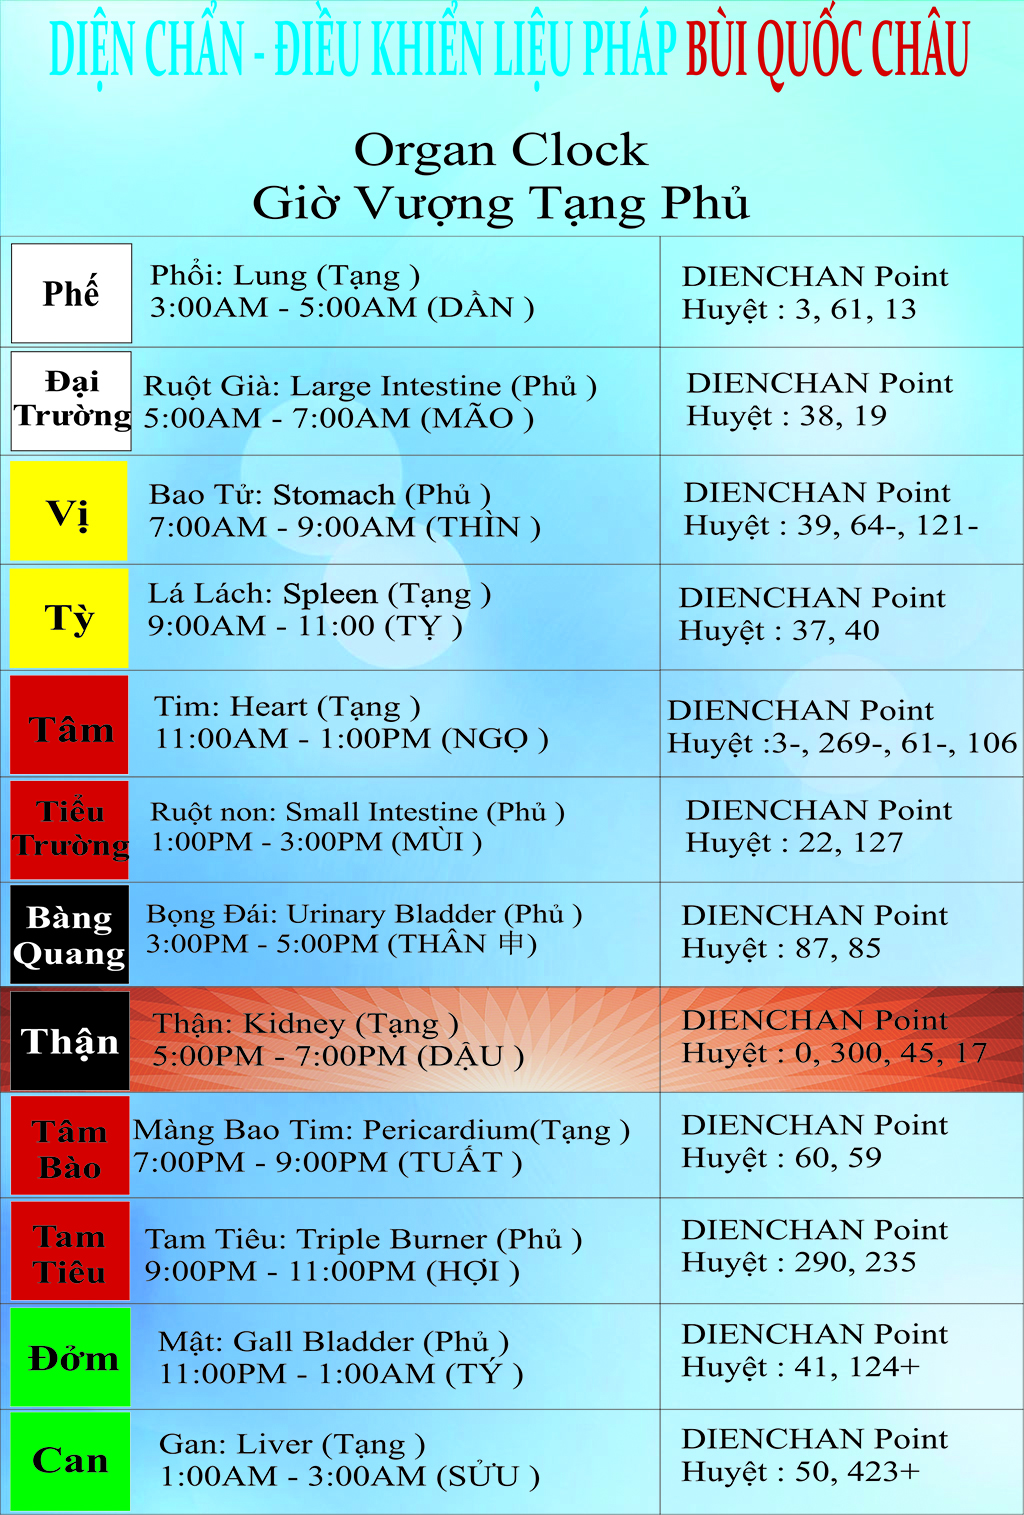 DIỆN CHẨN - ĐIỀU KHIỂN LIỆU PHÁP BÙI QUỐC CHÂU
Organ Clock
Giờ Vượng Tạng Phủ
Phế
Phổi: Lung (Tạng )
3:00AM - 5:00AM (DẦN )
DIENCHAN Point
Huyệt : 3, 61, 13
Đại
Trường
Ruột Già: Large Intestine (Phủ )
5:00AM - 7:00AM (MÃO )
DIENCHAN Point
Huyệt : 38, 19
Vị
Bao Tử: Stomach (Phủ )
7:00AM - 9:00AM (THÌN )
DIENCHAN Point
Huyệt : 39, 64-, 121-
Tỳ
Lá Lách: Spleen (Tạng )
9:00AM - 11:00 (TỴ )
DIENCHAN Point
Huyệt : 37, 40
Tâm
Tim: Heart (Tạng )
11:00AM - 1:00PM (NGỌ )
DIENCHAN Point
Huyệt :3-, 269-, 61-, 106
Tiểu
Trường
Ruột non: Small Intestine (Phủ )
1:00PM - 3:00PM (MÙI )
DIENCHAN Point
Huyệt : 22, 127
Bàng
Quang
Bọng Đái: Urinary Bladder (Phủ )
3:00PM - 5:00PM (THÂN 申)
DIENCHAN Point
Huyệt : 87, 85
Thận
Thận: Kidney (Tạng )
5:00PM - 7:00PM (DẬU )
DIENCHAN Point
Huyệt : 0, 300, 45, 17
Tâm
Bào
Màng Bao Tim: Pericardium(Tạng )
7:00PM - 9:00PM (TUẤT )
DIENCHAN Point
Huyệt : 60, 59
Tam
Tiêu
Tam Tiêu: Triple Burner (Phủ )
9:00PM - 11:00PM (HỢI )
DIENCHAN Point
Huyệt : 290, 235
Đởm
Mật: Gall Bladder (Phủ )
11:00PM - 1:00AM (TÝ )
DIENCHAN Point
Huyệt : 41, 124+
Can
Gan: Liver (Tạng )
1:00AM - 3:00AM (SỬU )
DIENCHAN Point
Huyệt : 50, 423+